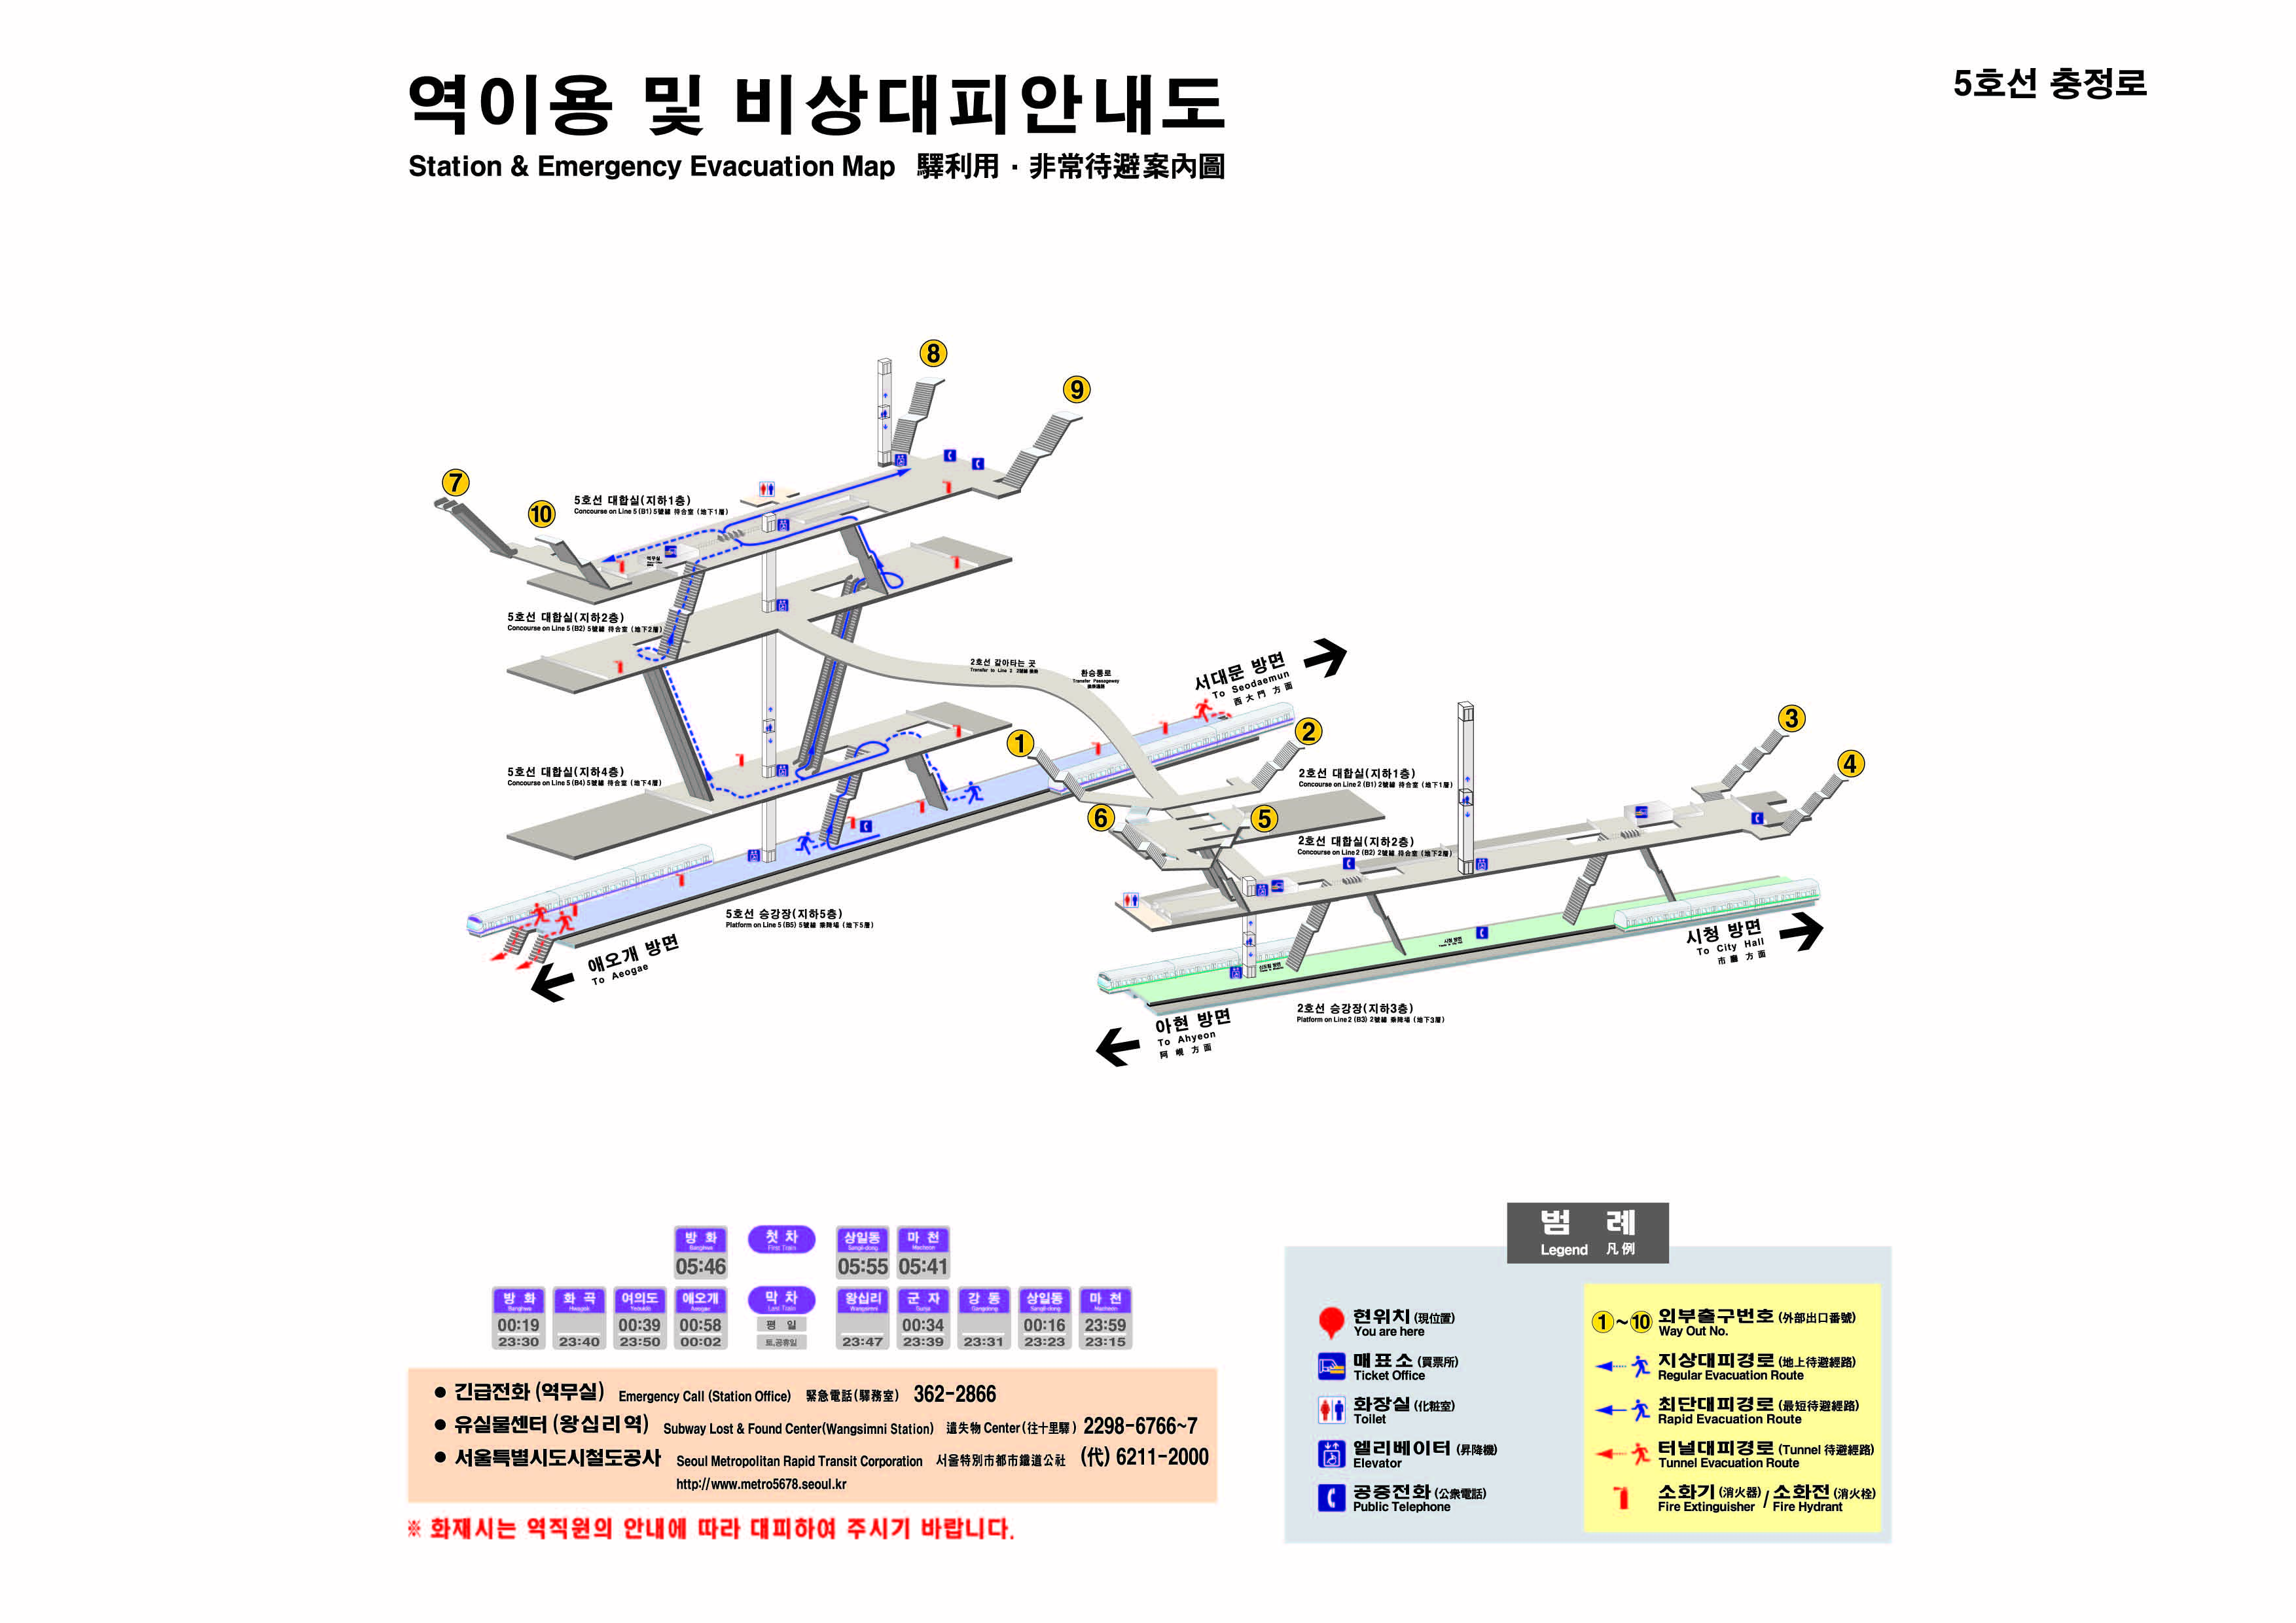 역이용 및 비상대피안내도
5호선 충정로
Station & Emergency Evacuation Map 驛利用 · 非常待避案內圖
8
9
7
10
5호선 대합실(지하1층)
Concourse on Line 5 (B1) 5號線 待合室 (地下1層)
역무실
5호선 대합실(지하2층)
Concourse on Line 5 (B2) 5號線 待合室 (地下2層)
2호선 갈아타는 곳
Transfer to Line 2 2號線
환승통로
Transfer Passageway
서대문 방면
To Seodaemun
西大門 方面
5호선 대합실(지하4층)
Concourse on Line 5 (B4) 5號線 待合室 (地下4層)
1
2
3
4
2호선 대합실(지하1층)
Concourse on Line 2 (B1) 2號線 待合室 (地下1層)
6
5
2호선 대합실(지하2층)
Concourse on Line 2 (B2) 2號線 待合室 (地下2層)
5호선 승강장(지하5층)
Platform on Line 5 (B5) 5號線 乘降場 (地下5層)
애오개 방면
To Aeogae
시청 방면
신도림 방면
시청 방면
To City Hall
市廳 方面
2호선 승강장(지하3층)
Platform on Line 2 (B3) 2號線 乘降場 (地下3層)
아현 방면
To Ahyeon
阿峴 方面
방 화 첫 차 상일동 마 천
Banghwa First Train Sangil-dong Macheon
05:46 05:55 05:41
방 화 화 곡 여의도 애오개 막 차 왕십리 군 자 강 동 상일동 마 천
Banghwa Hwagok Yeouido Aeogae Last Train Wangsimni Gunja Gangdong Sangil-dong Macheon
00:19 00:39 00:58 평 일 00:34 00:16 23:59
23:30 23:40 23:50 00:02 토,공휴일 23:47 23:39 23:31 23:23 23:15
● 긴급전화 (역무실) Emergency Call (Station Office) 緊急電話(驛務室) 362-2866
● 유실물센터 (왕십리역) Subway Lost & Found Center(Wangsimni Station) 遺失物 Center (往十里驛) 2298-6766~7
● 서울특별시도시철도공사 Seoul Metropolitan Rapid Transit Corporation 서울特別市都市鐵道公社 (代) 6211-2000
http://www.metro5678.seoul.kr
※ 화재시는 역직원의 안내에 따라 대피하여 주시기 바랍니다.
범 례
Legend 凡例
현위치 (現位置)
You are here
매표소 (買票所)
Ticket Office
화장실 (化粧室)
Toilet
엘리베이터 (昇降機)
Elevator
공중전화 (公衆電話)
Public Telephone
1~10 외부출구번호 (外部出口番號)
Way Out No.
지상대피경로 (地上待避經路)
Regular Evacuation Route
최단대피경로 (最短待避經路)
Rapid Evacuation Route
터널대피경로 (Tunnel 待避經路)
Tunnel Evacuation Route
소화기 (消火器) / 소화전 (消火栓)
Fire Extinguisher / Fire Hydrant